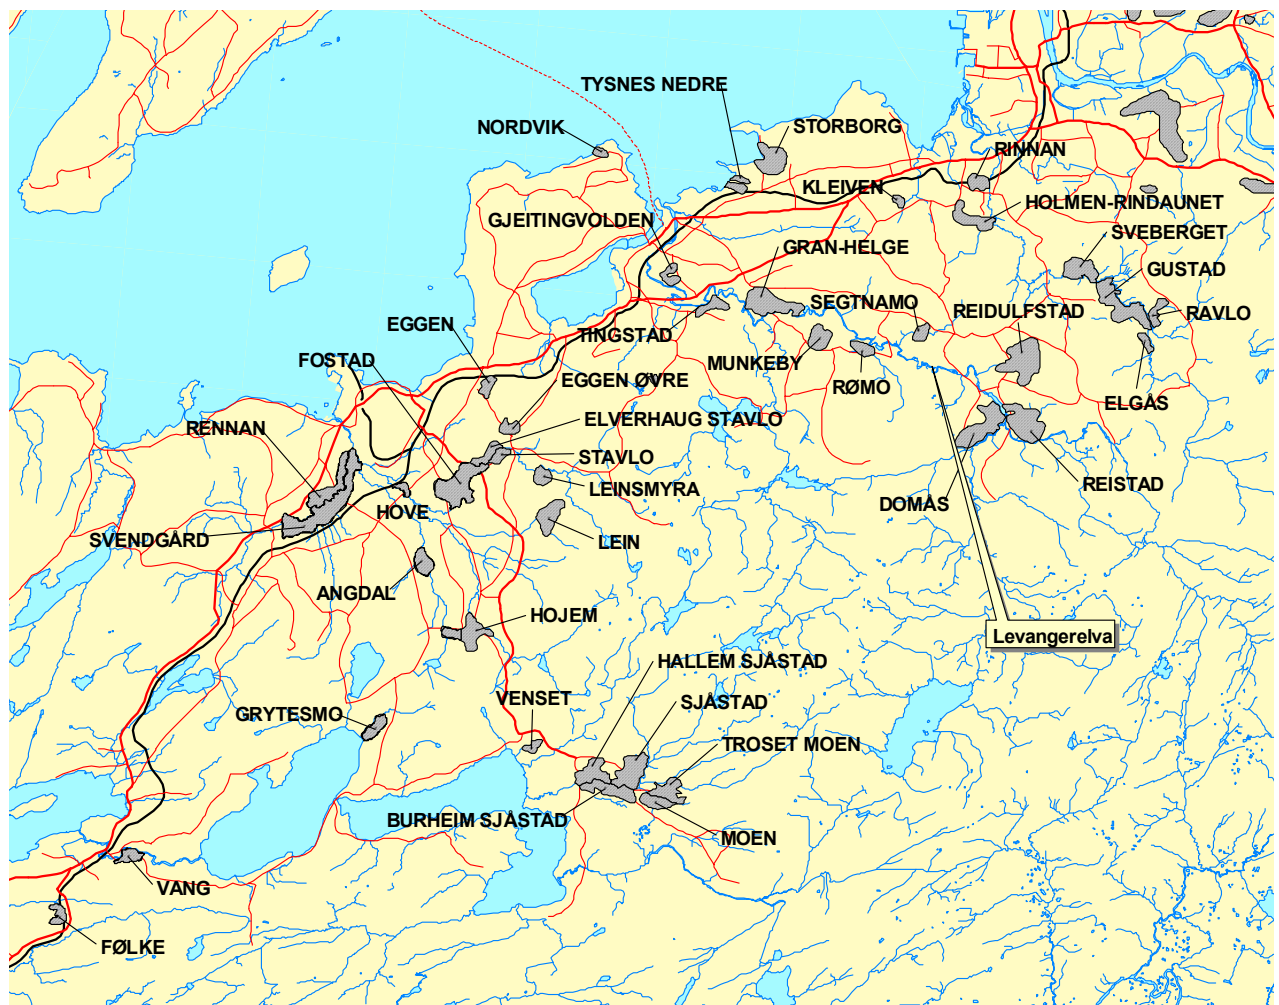 TYSNES NEDRE
NORDVIK
STORBORG
RINNAN
KLEIVEN
HOLMEN-RINDAUNET
GJEITINGVOLDEN
SVEBERGET
GRAN-HELGE
GUSTAD
SEGTNAMO
REIDULFSTAD
RAVLO
EGGEN
TINGSTAD
FOSTAD
MUNKEBY
EGGEN ØVRE
RØMO
ELGÅS
ELVERHAUG STAVLO
RENNAN
STAVLO
REISTAD
LEINSMYRA
DOMÅS
HOVE
SVENDGÅRD
LEIN
ANGDAL
HOJEM
Levangerelva
HALLEM SJÅSTAD
VENSET
SJÅSTAD
GRYTESMO
TROSET MOEN
BURHEIM SJÅSTAD
MOEN
VANG
FØLKE